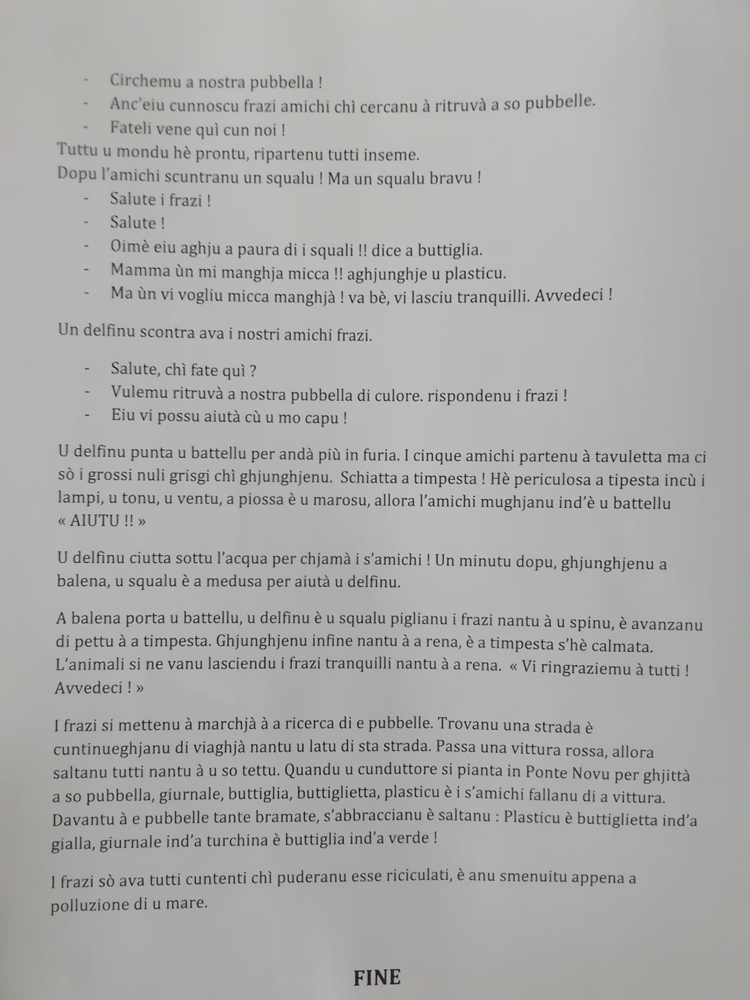 - Circhemu a nostra pubbella !
- Anc'eiu cunnoscu frazi amichi chì cercanu à ritruvà a so pubbelle.
- Fateli vene quì cun noi !
Tuttu u mondu hè prontu, ripartenu tutti inseme.
Dopu l'amichi scuntranu un squalu ! Ma un squalu bravu !
- Salute i frazi !
- Salute !
- Oimè eiu aghju a paura di i squali !! dice a buttiglia.
- Mamma ùn mi manghja micca !! aghjunghje u plasticu.
- Ma ùn vi vogliu micca manghjà ! va bè, vi lasciu tranquilli. Avvedeci !
Un delfinu scontra ava i nostri amichi frazi.
- Salute, chì fate quì ?
- Vulemu ritruvà a nostra pubbella di culore. rispondenu i frazi !
- Eiu vi possu aiutà cù u mo capu !
U delfinu punta u battellu per andà più in furia. I cinque amichi partenu à tavuletta ma ci
sò i grossi nuli grisgi chì ghjunghjenu. Schiatta a timpesta ! Hè periculosa a tipesta incù i
lampi, u tonu, u ventu, a piossa è u marosu, allora l'amichi mughjanu ind'è u battellu
« AIUTU !! »
U delfinu ciutta sottu l'acqua per chjamà i s'amichi ! Un minutu dopu, ghjunghjenu a
balena, u squalu è a medusa per aiutà u delfinu.
A balena porta u battellu, u delfinu è u squalu piglianu i frazi nantu à u spinu, è avanzanu
di pettu à a timpesta. Ghjunghjenu infine nantu à a rena, è a timpesta s'hè calmata.
L'animali si ne vanu lasciendu i frazi tranquilli nantu à a rena. « Vi ringraziemu à tutti !
Avvedeci ! »
I frazi si mettenu à marchjà à a ricerca di e pubbelle. Trovanu una strada è
cuntinueghjanu di viaghjà nantu u latu di sta strada. Passa una vittura rossa, allora
saltanu tutti nantu à u so tettu. Quandu u cunduttore si pianta in Ponte Novu per ghjittà
a so pubbella, giurnale, buttiglia, buttiglietta, plasticu è i s'amichi fallanu di a vittura.
Davantu à e pubbelle tante bramate, s'abbraccianu è saltanu : Plasticu è buttiglietta ind'a
gialla, giurnale ind'a turchina è buttiglia ind'a verde !
I frazi sò ava tutti cuntenti chì puderanu esse riciculati, è anu smenuitu appena a
polluzione di u mare.
FINE